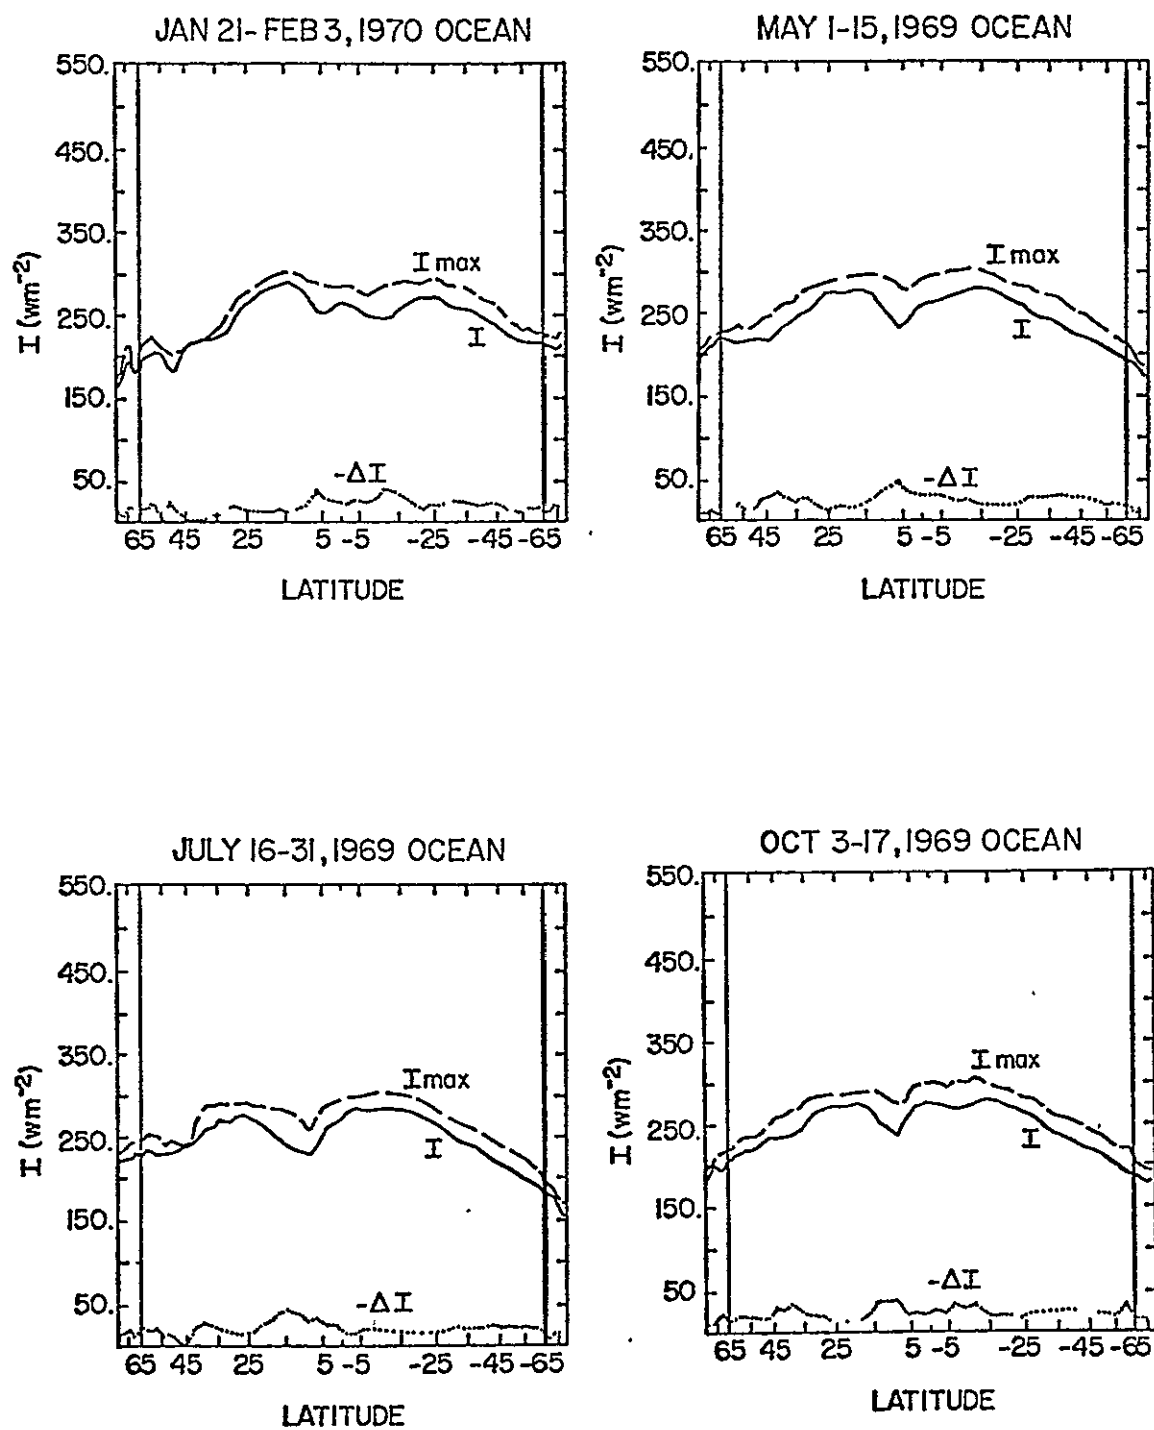 JAN 21-FEB 3, 1970 OCEAN
550.
450.
350.
250.
150.
50.
I (wm⁻²)
I max
I
-ΔI
65 45 25 5 -5 -25 -45 -65
LATITUDE
MAY 1-15, 1969 OCEAN
550.
450.
350.
250
150.
50.
I (wm⁻²)
I max
I
-ΔI
65 45 25 5 -5 -25 -45 -65
LATITUDE
JULY 16-31, 1969 OCEAN
550.
450.
350.
250.
150.
50.
I (wm⁻²)
I max
I
-ΔI
65 45 25 5 -5 -25 -45 -65
LATITUDE
OCT 3-17, 1969 OCEAN
550.
450.
350.
250.
150.
50.
I (wm⁻²)
I max
I
-ΔI
65 45 25 5 -5 -25 -45 -65
LATITUDE